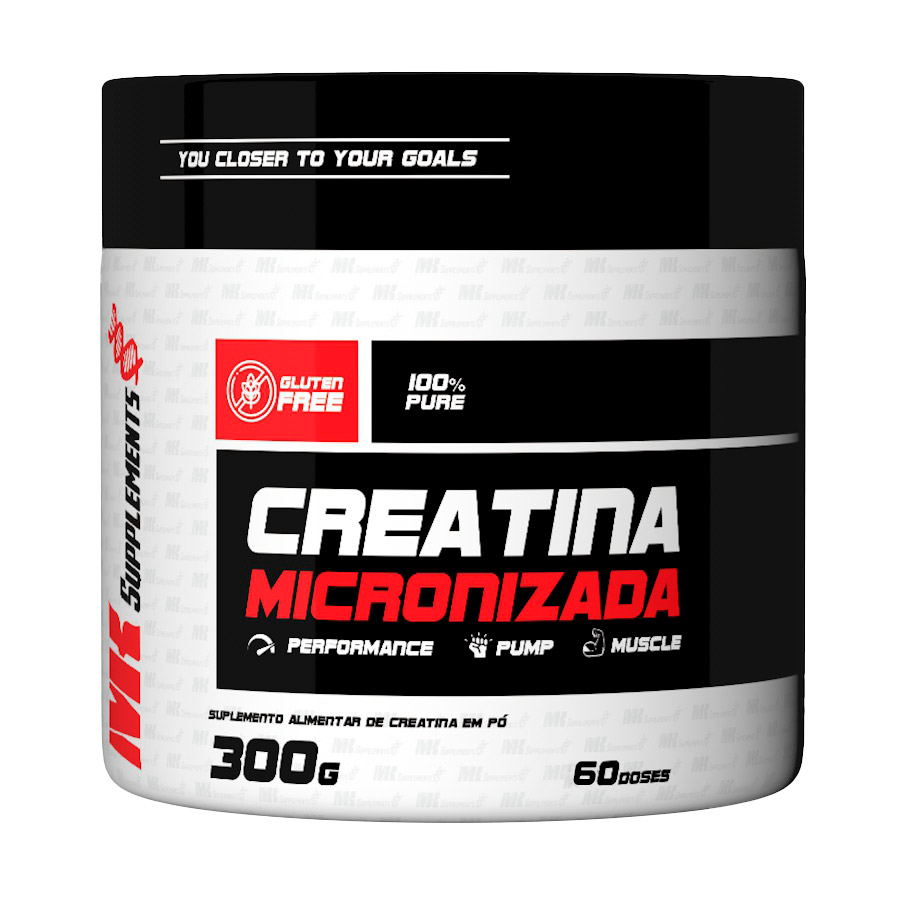 YOU CLOSER TO YOUR GOALS
MK SUPPLEMENTS
GLUTEN
FREE
100%
PURE
CREATINA
MICRONIZADA
PERFORMANCE PUMP MUSCLE
SUPLEMENTO ALIMENTAR DE CREATINA EM PÓ
300G 60DOSES